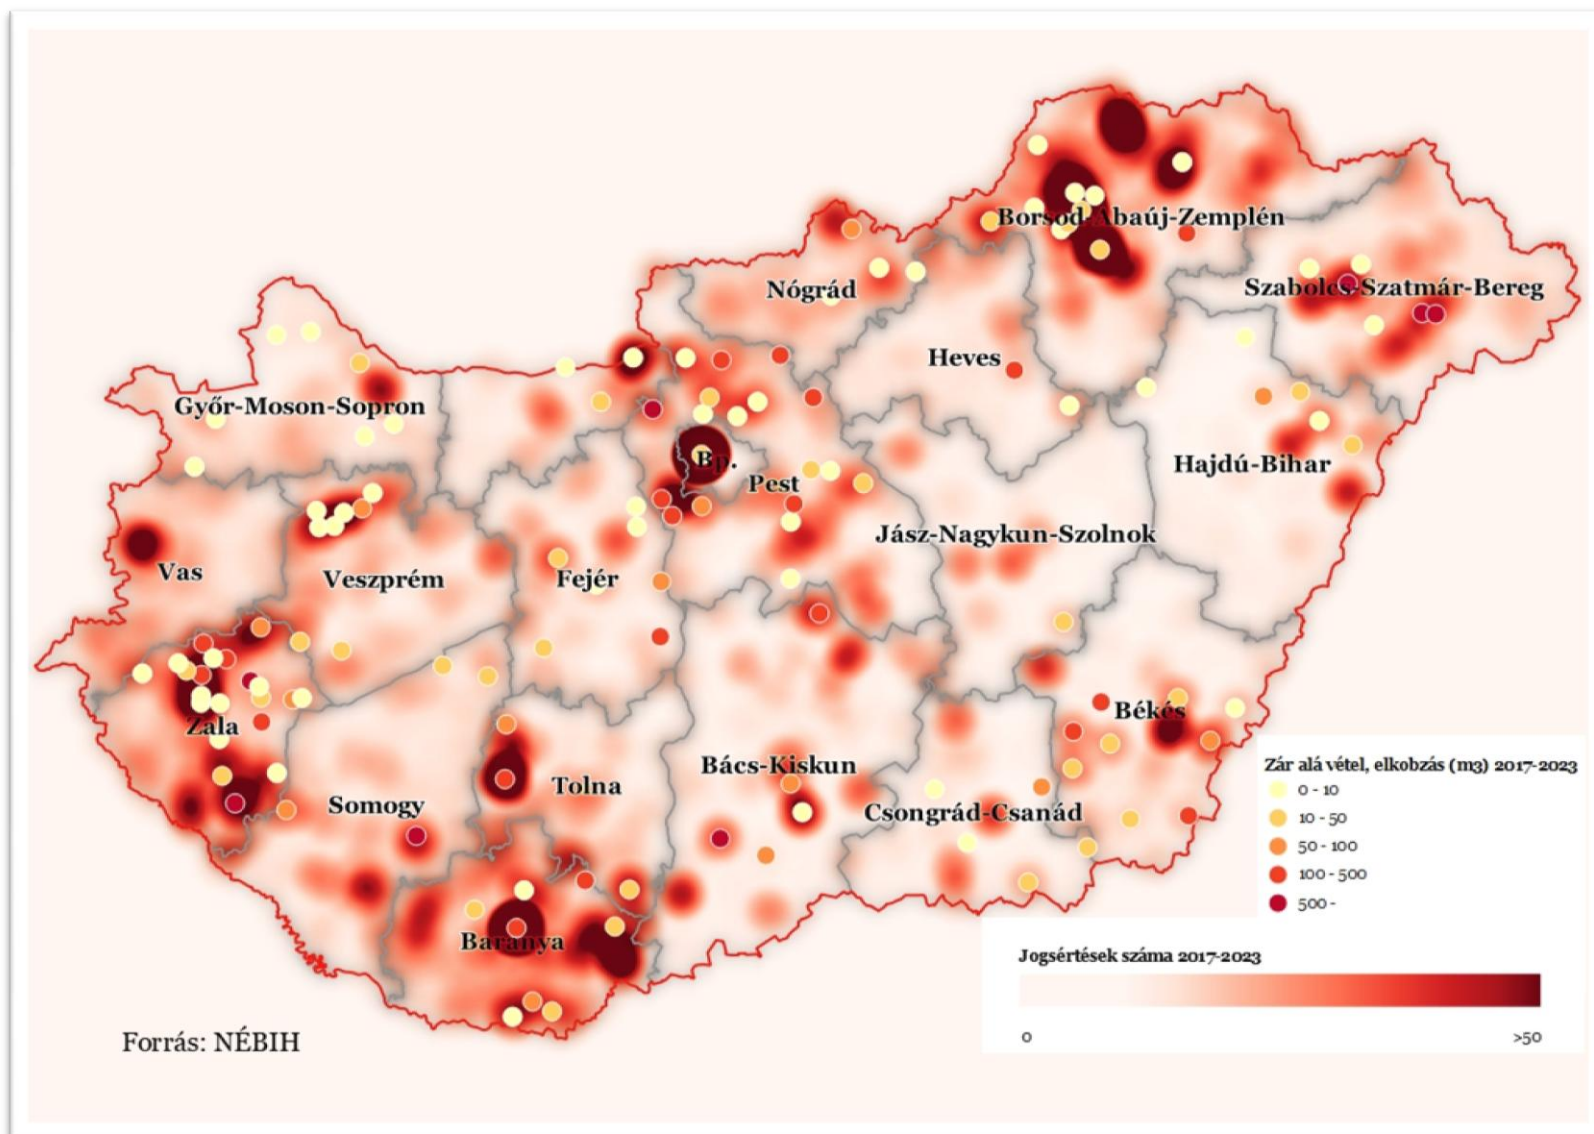 Borsod-Abaúj-Zemplén
Nógrád
Szabolcs-Szatmár-Bereg
Heves
Győr-Moson-Sopron
Bp.
Pest
Hajdú-Bihar
Jász-Nagykun-Szolnok
Vas
Veszprém
Fejér
Zala
Békés
Bács-Kiskun
Tolna
Somogy
Csongrád-Csanád
Baranya
Zár alá vétel, elkobzás (m3) 2017-2023
0 - 10
10 - 50
50 - 100
100 - 500
500 -
Jogsértések száma 2017-2023
0
>50
Forrás: NÉBIH